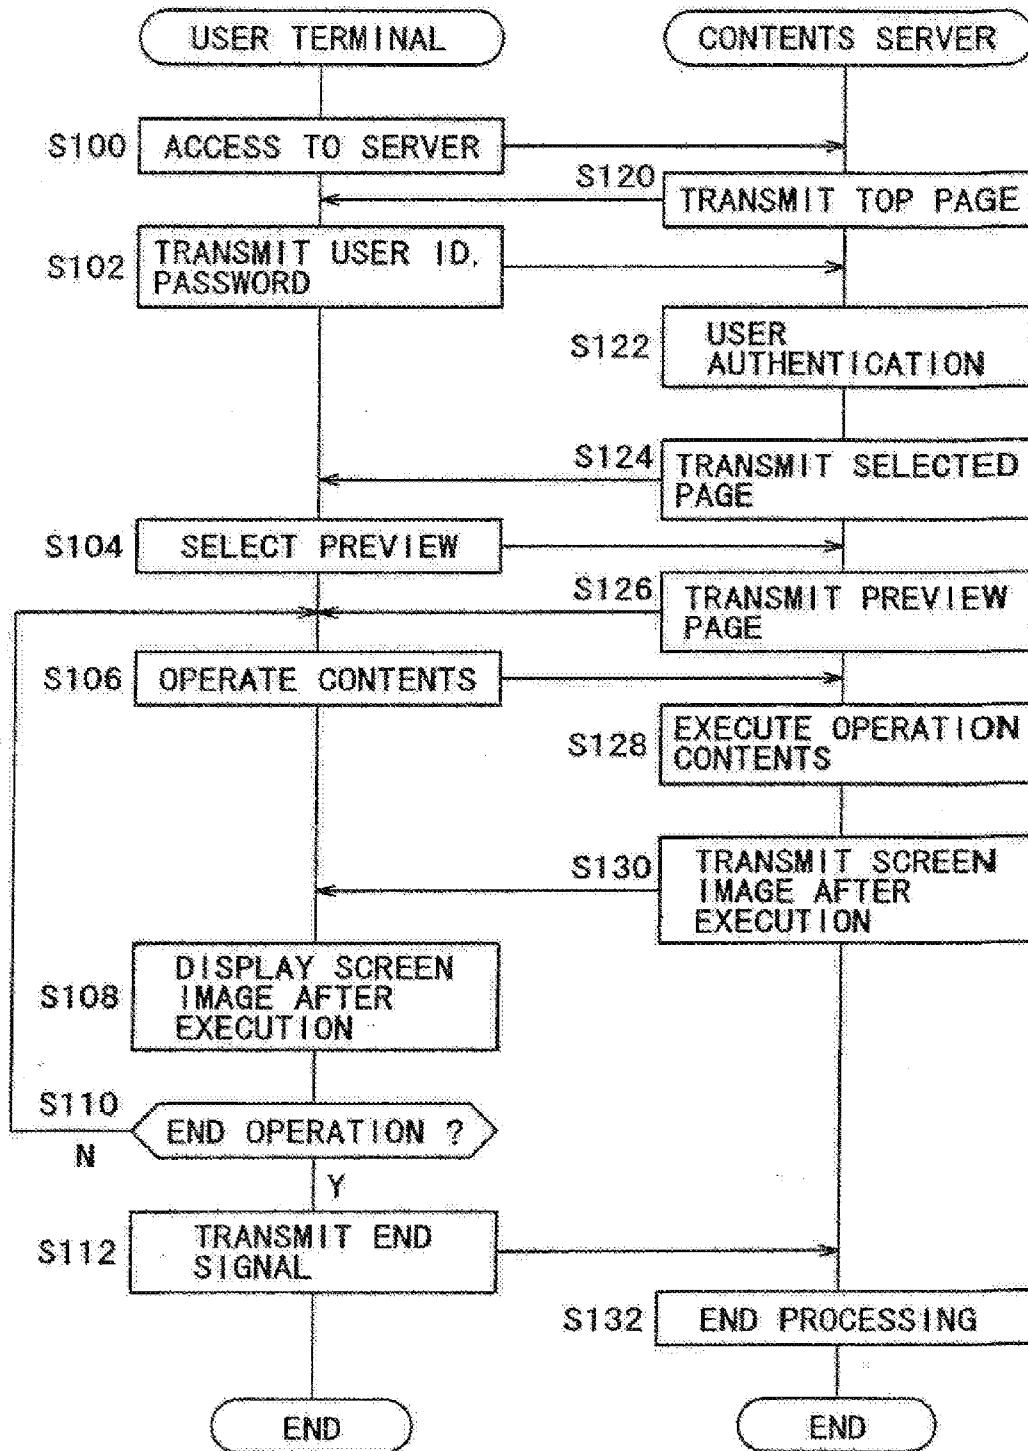 USER TERMINAL
CONTENTS SERVER
S100
ACCESS TO SERVER
S120
TRANSMIT TOP PAGE
S102
TRANSMIT USER ID,
PASSWORD
S122
USER
AUTHENTICATION
S124
TRANSMIT SELECTED
PAGE
S104
SELECT PREVIEW
S126
TRANSMIT PREVIEW
PAGE
S106
OPERATE CONTENTS
S128
EXECUTE OPERATION
CONTENTS
S130
TRANSMIT SCREEN
IMAGE AFTER
EXECUTION
S108
DISPLAY SCREEN
IMAGE AFTER
EXECUTION
S110
END OPERATION ?
N
Y
S112
TRANSMIT END
SIGNAL
S132
END PROCESSING
END
END